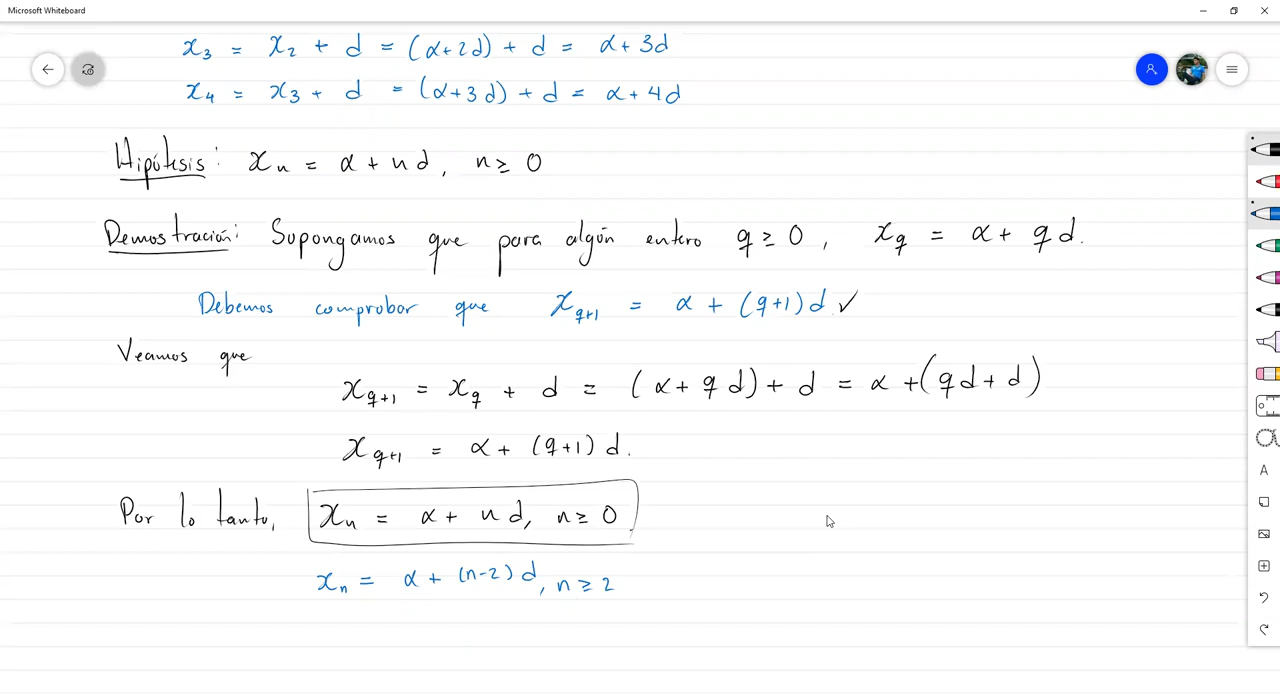 Microsoft Whiteboard
x₃ = x₂ + d = (α+2d) + d = α + 3d
x₄ = x₃ + d = (α+3d) + d = α + 4d
Hipótesis: xₙ = α + nd, n ≥ 0
Demostración: Supongamos que para algún entero q ≥ 0, x_q = α + qd.
Debemos comprobar que x_{q+1} = α + (q+1)d. ✓
Veamos que
x_{q+1} = x_q + d = (α + qd) + d = α + (qd + d)
x_{q+1} = α + (q+1)d.
Por lo tanto, xₙ = α + nd, n ≥ 0.
xₙ = α + (n-2)d, n ≥ 2
A